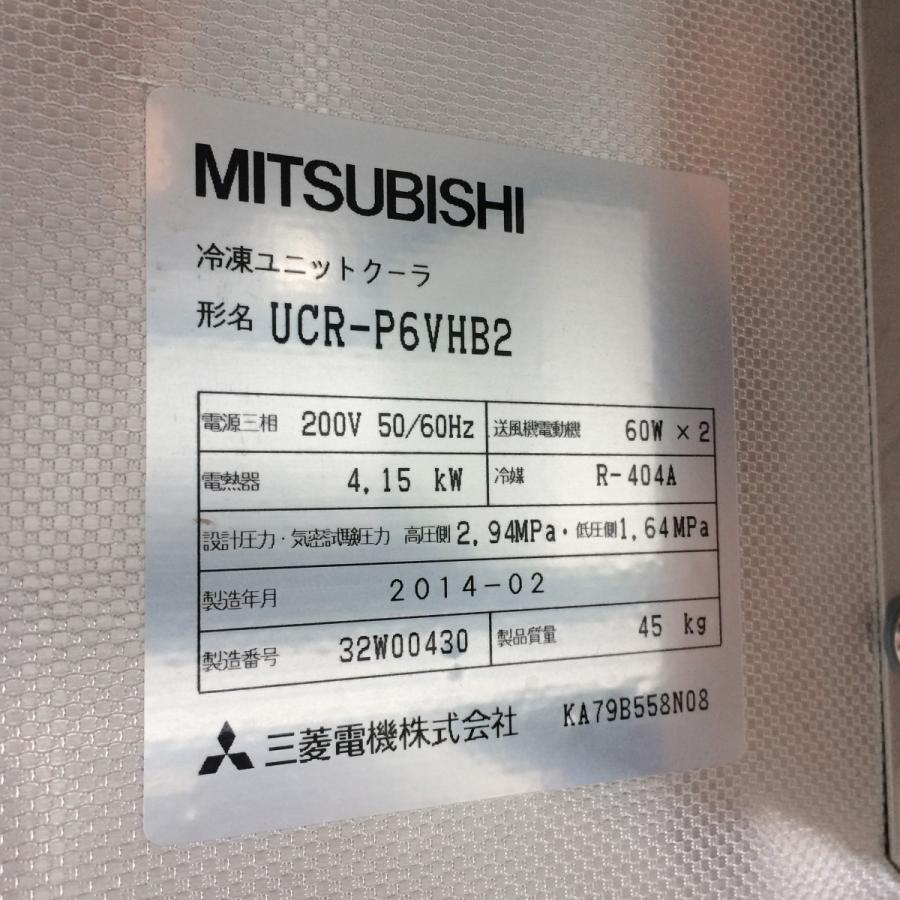 MITSUBISHI
冷凍ユニットクーラ
形名 UCR-P6VHB2
電源三相 200V 50/60Hz 送風機電動機 60W × 2
電熱器 4.15 kW 冷媒 R-404A
設計圧力・気密試験圧力 高圧側 2.94MPa・低圧側 1.64MPa
製造年月 2014-02
製造番号 32W00430 製品質量 45 kg
三菱電機株式会社 KA79B558N08